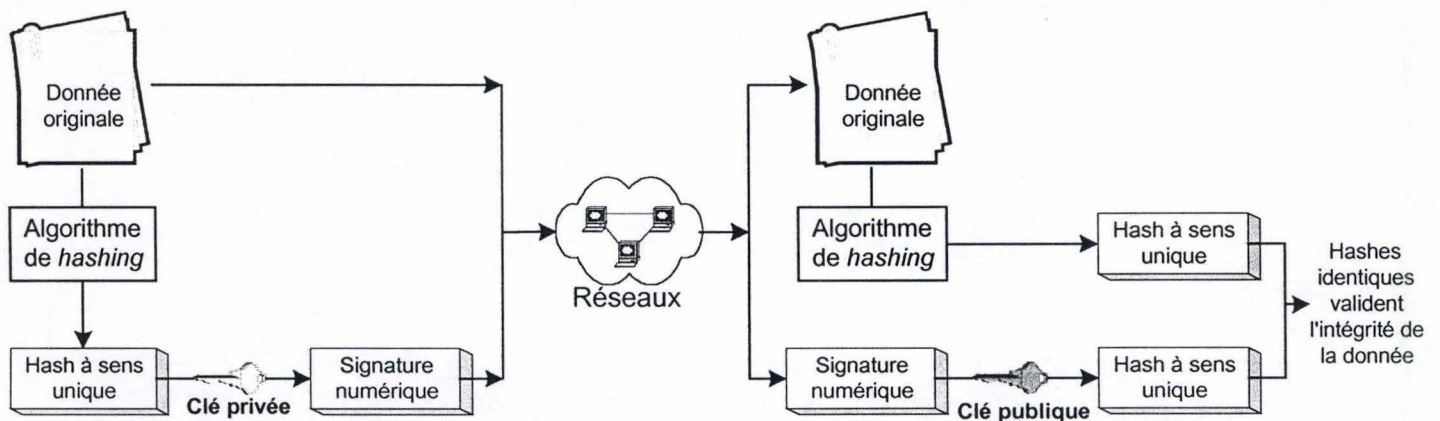 Donnée
originale
Algorithme
de hashing
Hash à sens
unique
Clé privée
Signature
numérique
Réseaux
Donnée
originale
Algorithme
de hashing
Hash à sens
unique
Signature
numérique
Clé publique
Hash à sens
unique
Hashes
identiques
valident
l'intégrité de
la donnée